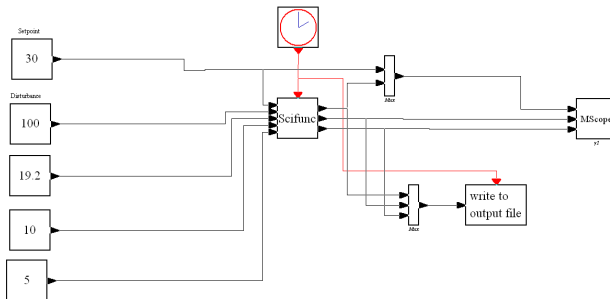 Setpoint
30
Disturbance
100
19.2
10
5
Scifunc
Mux
Mux
write to
output file
MScope
y2